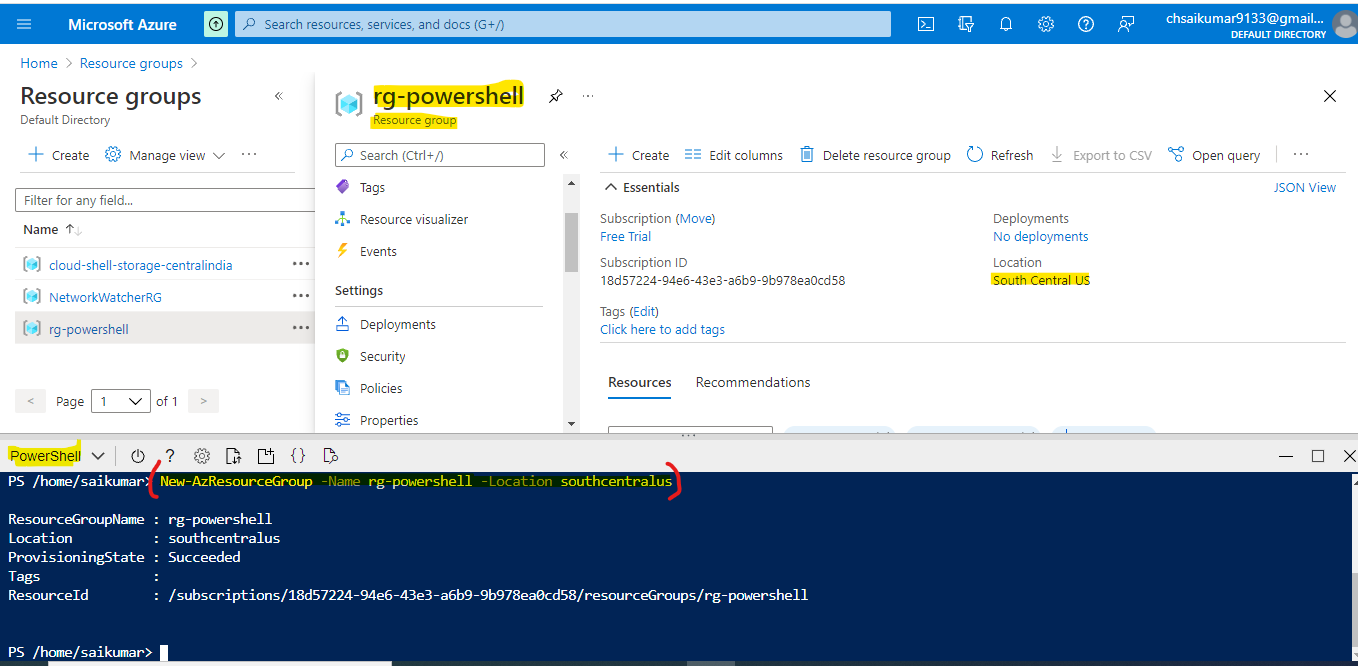 Microsoft Azure
Search resources, services, and docs (G+/)
chsaikumar9133@gmail...
DEFAULT DIRECTORY
Home > Resource groups >
Resource groups
Default Directory
+ Create
Manage view
...
Filter for any field...
Name ↑↓
cloud-shell-storage-centralindia ...
NetworkWatcherRG ...
rg-powershell ...
< Page 1 of 1 >
rg-powershell
Resource group
Search (Ctrl+/)
«
Tags
Resource visualizer
Events
Settings
Deployments
Security
Policies
Properties
+ Create
Edit columns
Delete resource group
Refresh
Export to CSV
Open query
...
Essentials
JSON View
Subscription (Move)
Free Trial
Subscription ID
18d57224-94e6-43e3-a6b9-9b978ea0cd58
Tags (Edit)
Click here to add tags
Deployments
No deployments
Location
South Central US
Resources
Recommendations
PowerShell
?
{}
PS /home/saikumar> New-AzResourceGroup -Name rg-powershell -Location southcentralus
ResourceGroupName : rg-powershell
Location : southcentralus
ProvisioningState : Succeeded
Tags :
ResourceId : /subscriptions/18d57224-94e6-43e3-a6b9-9b978ea0cd58/resourceGroups/rg-powershell
PS /home/saikumar>